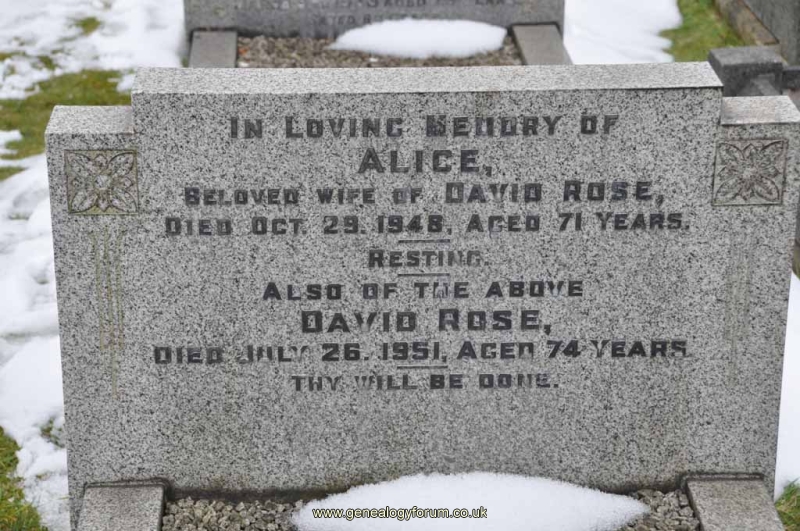 IN LOVING MEMORY OF
ALICE,
BELOVED WIFE OF DAVID ROSE,
DIED OCT. 29. 1948, AGED 71 YEARS.
RESTING.
ALSO OF THE ABOVE
DAVID ROSE,
DIED JULY 26. 1951, AGED 74 YEARS
THY WILL BE DONE.
www.genealogyforum.co.uk